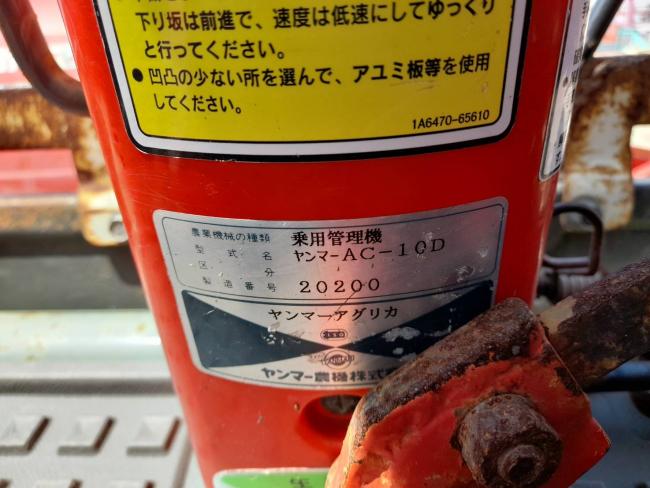 下り坂は前進で、速度は低速にしてゆっくり
と行ってください。
●凹凸の少ない所を選んで、アユミ板等を使用
してください。
1A6470-65610
農業機械の種類 乗用管理機
型式名 ヤンマーAC-10D
区分
製造番号 20200
ヤンマーアグリカ
ヤンマー農機株式